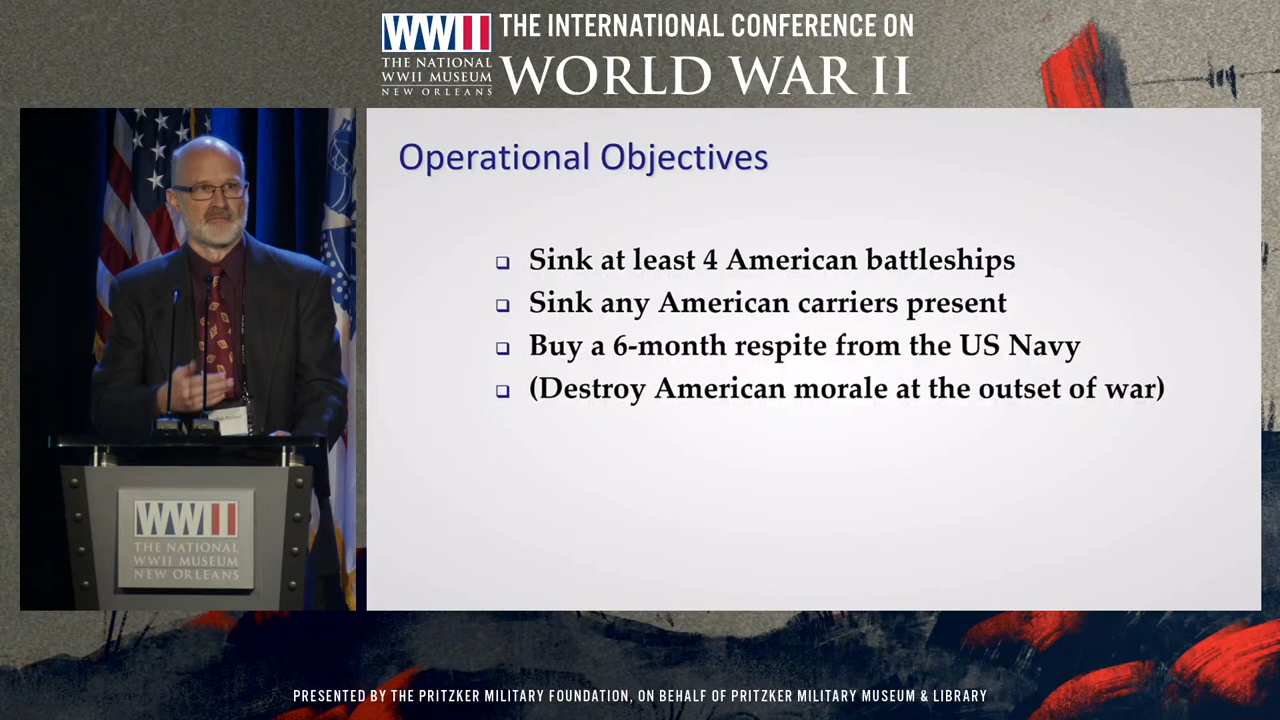 WWII
THE NATIONAL
WWII MUSEUM
NEW ORLEANS
THE INTERNATIONAL CONFERENCE ON
WORLD WAR II
Operational Objectives
Sink at least 4 American battleships
Sink any American carriers present
Buy a 6-month respite from the US Navy
(Destroy American morale at the outset of war)
WWII
THE NATIONAL
WWII MUSEUM
NEW ORLEANS
PRESENTED BY THE PRITZKER MILITARY FOUNDATION, ON BEHALF OF PRITZKER MILITARY MUSEUM & LIBRARY